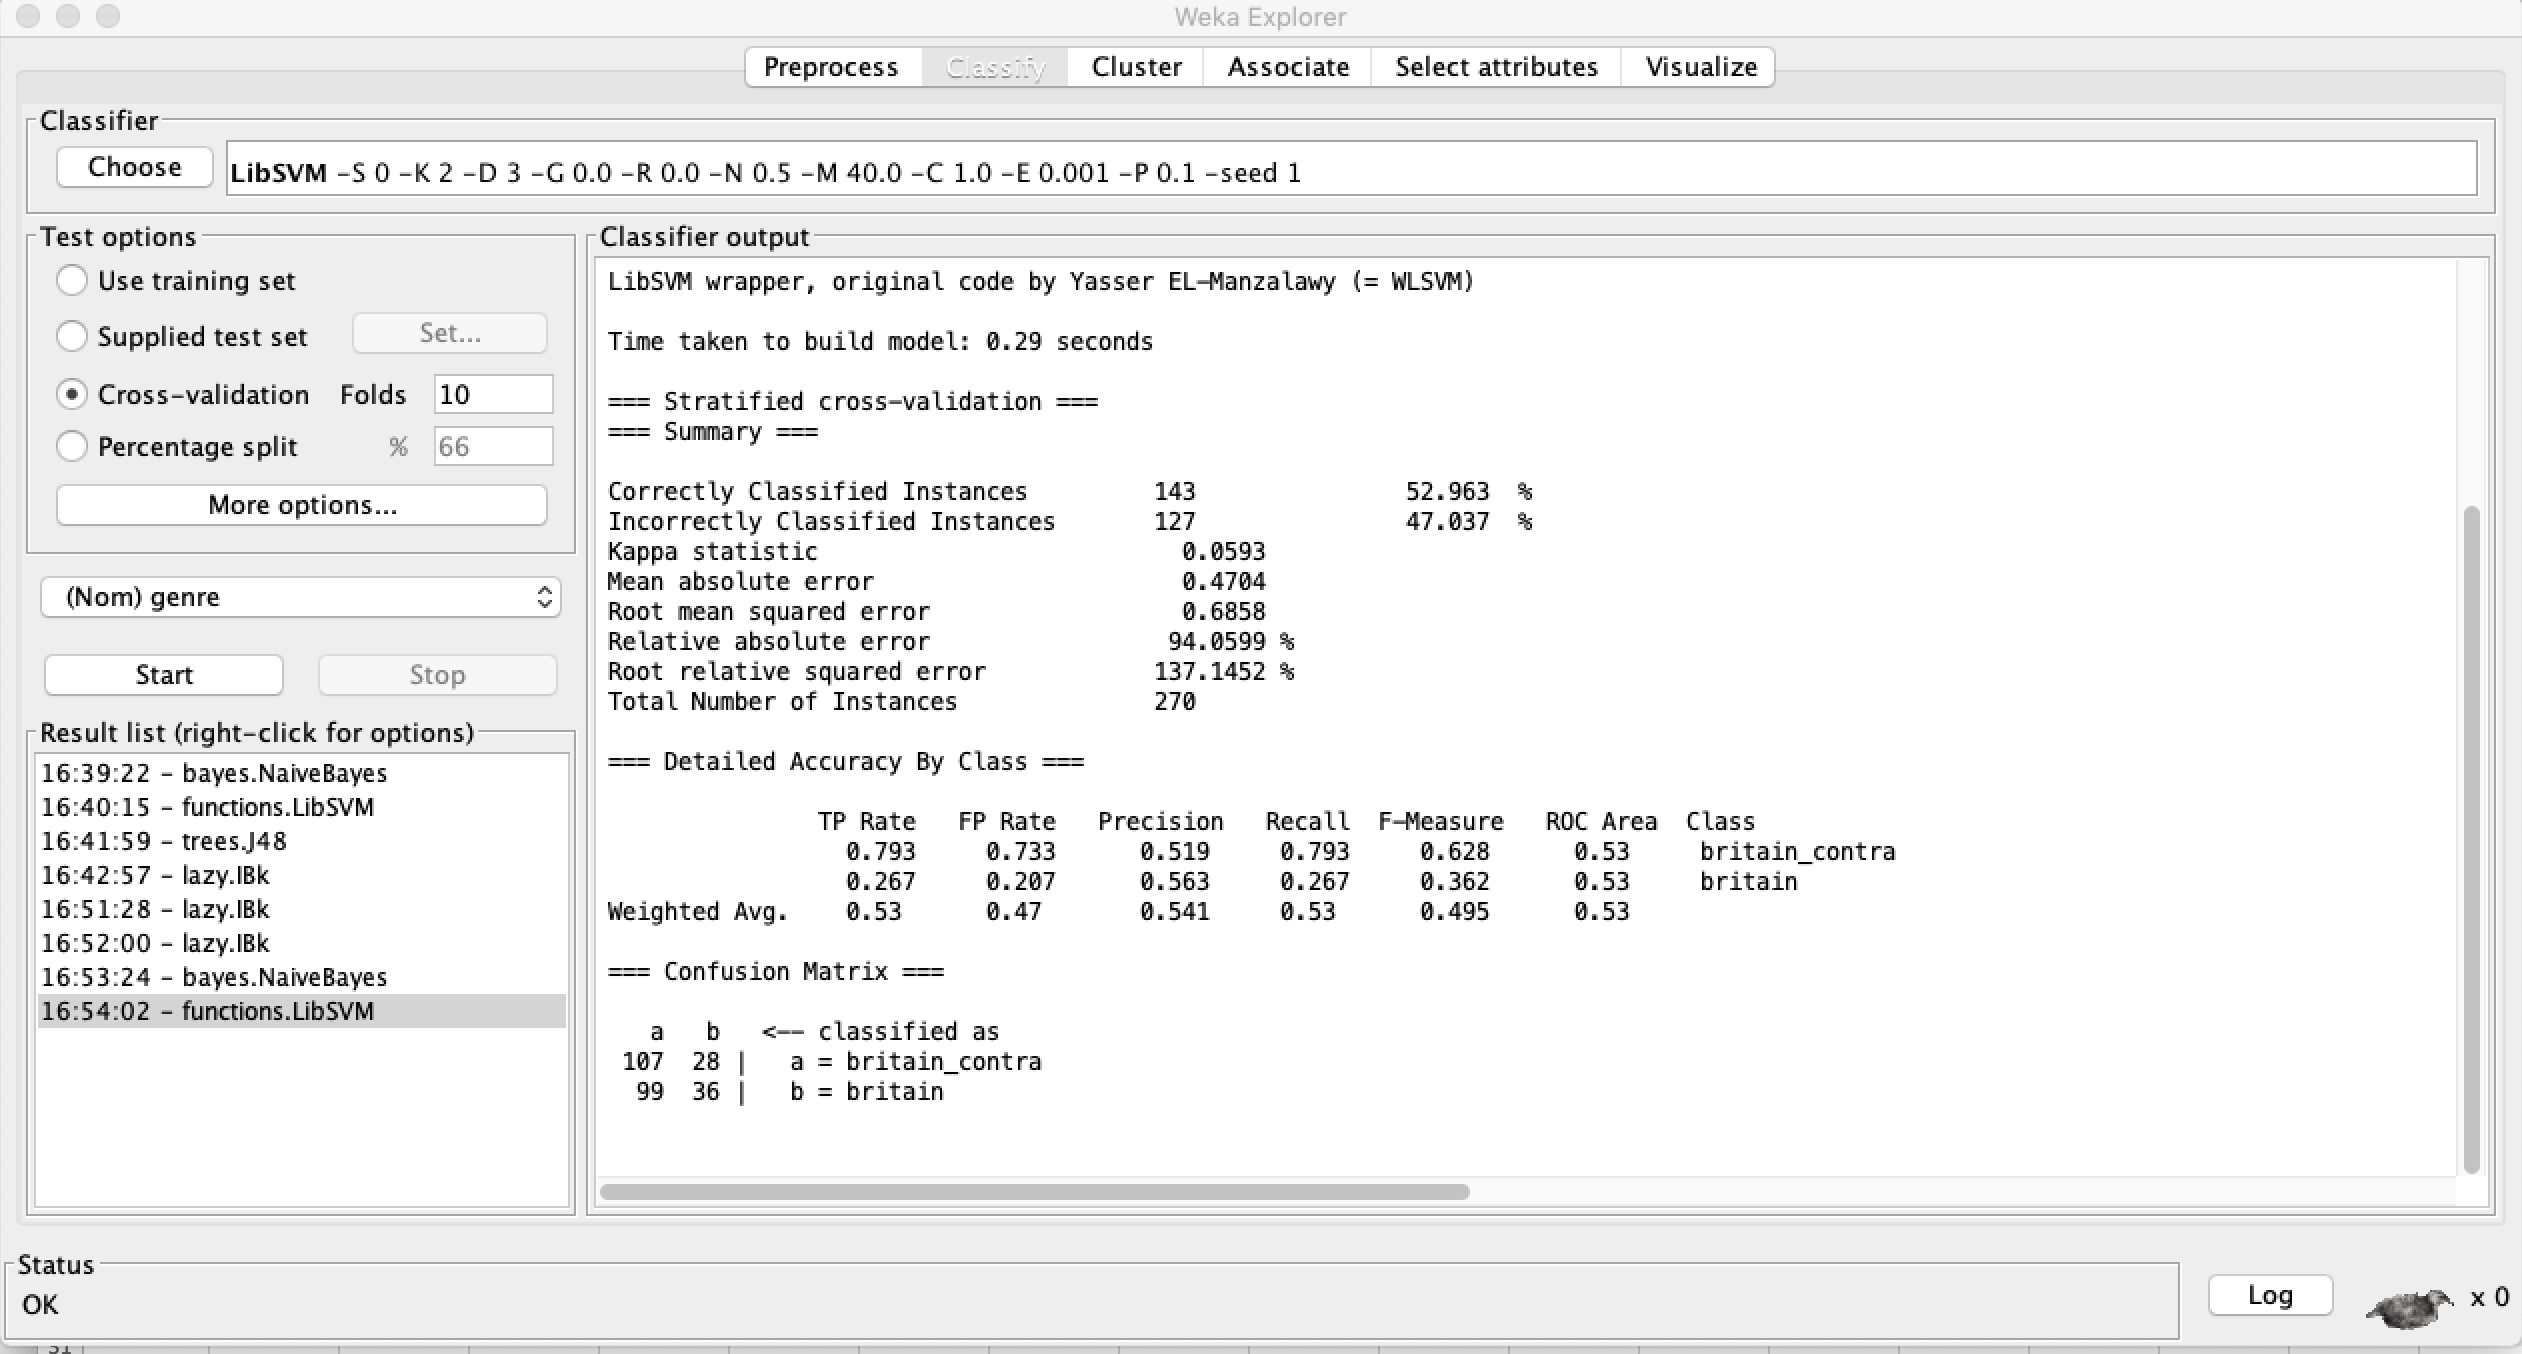 Weka Explorer
Preprocess Classify Cluster Associate Select attributes Visualize
Classifier
Choose LibSVM -S 0 -K 2 -D 3 -G 0.0 -R 0.0 -N 0.5 -M 40.0 -C 1.0 -E 0.001 -P 0.1 -seed 1
Test options
Use training set
Supplied test set Set...
Cross-validation Folds 10
Percentage split % 66
More options...
(Nom) genre
Start Stop
Result list (right-click for options)
16:39:22 - bayes.NaiveBayes
16:40:15 - functions.LibSVM
16:41:59 - trees.J48
16:42:57 - lazy.IBk
16:51:28 - lazy.IBk
16:52:00 - lazy.IBk
16:53:24 - bayes.NaiveBayes
16:54:02 - functions.LibSVM
Classifier output
LibSVM wrapper, original code by Yasser EL-Manzalawy (= WLSVM)
Time taken to build model: 0.29 seconds
=== Stratified cross-validation ===
=== Summary ===
Correctly Classified Instances 143 52.963 %
Incorrectly Classified Instances 127 47.037 %
Kappa statistic 0.0593
Mean absolute error 0.4704
Root mean squared error 0.6858
Relative absolute error 94.0599 %
Root relative squared error 137.1452 %
Total Number of Instances 270
=== Detailed Accuracy By Class ===
TP Rate FP Rate Precision Recall F-Measure ROC Area Class
0.793 0.733 0.519 0.793 0.628 0.53 britain_contra
0.267 0.207 0.563 0.267 0.362 0.53 britain
Weighted Avg. 0.53 0.47 0.541 0.53 0.495 0.53
=== Confusion Matrix ===
a b <-- classified as
107 28 | a = britain_contra
99 36 | b = britain
Status
OK
Log x 0